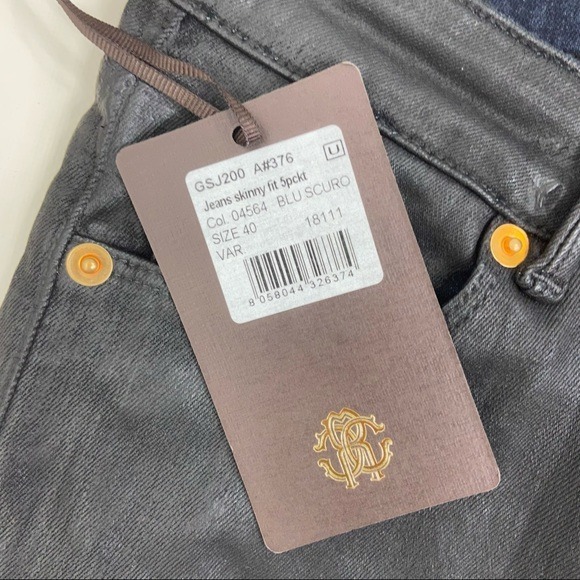 GSJ200 A#376
U
Jeans skinny fit 5pckt
Col. 04564 - BLU SCURO
SIZE 40 18111
VAR
8 058044 326374